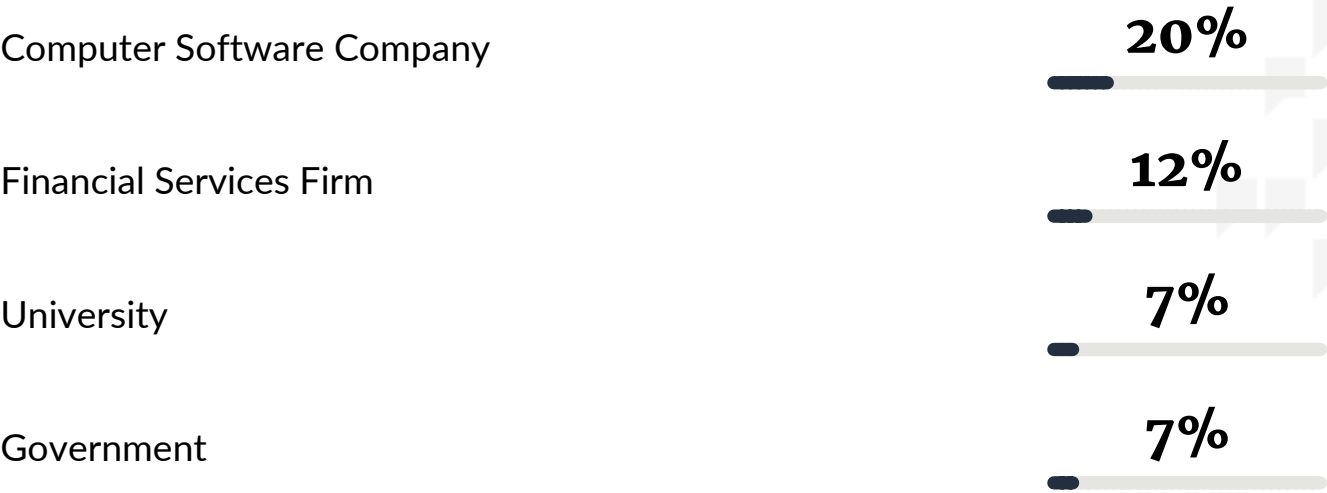 Computer Software Company 20%
Financial Services Firm 12%
University 7%
Government 7%